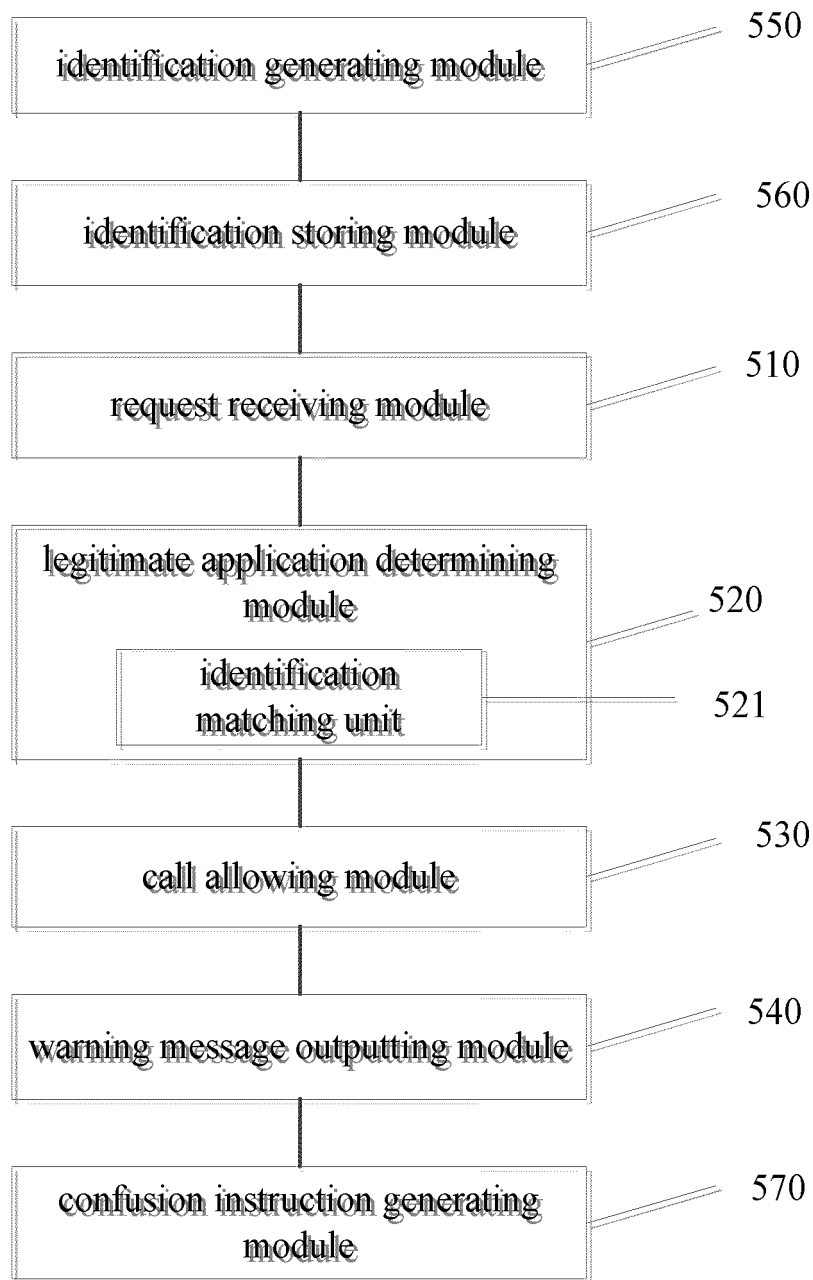 identification generating module
550
identification storing module
560
request receiving module
510
legitimate application determining
module
520
identification
matching unit
521
call allowing module
530
warning message outputting module
540
confusion instruction generating
module
570